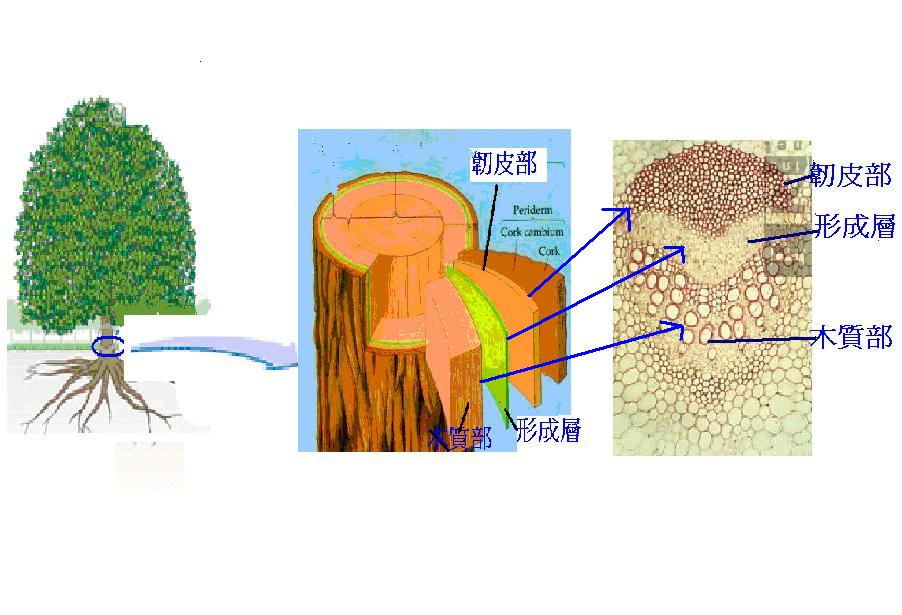 韌皮部
Periderm
Cork cambium
Cork
木質部
形成層
韌皮部
形成層
木質部